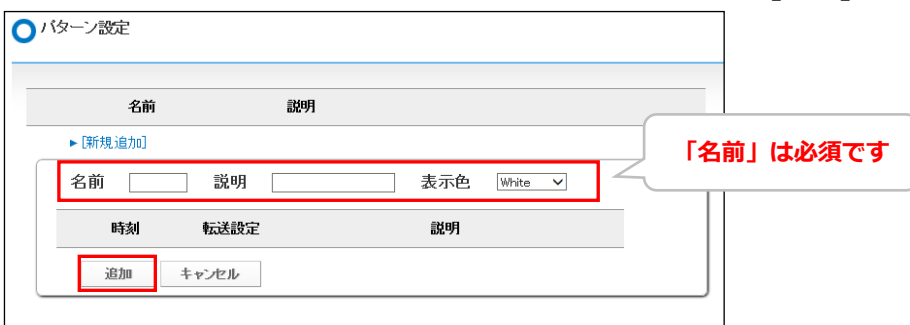 パターン設定
名前 説明
[新規追加]
「名前」は必須です
名前 説明 表示色 White
時刻 転送設定 説明
追加 キャンセル